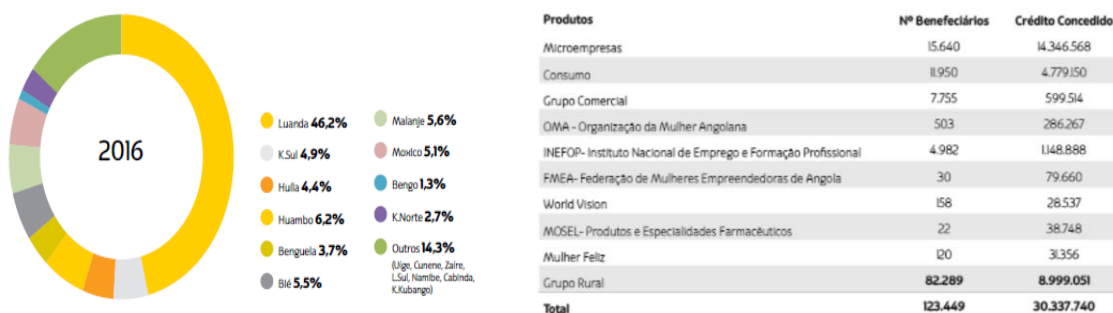 2016
Luanda 46,2%
K.Sul 4,9%
Huíla 4,4%
Huambo 6,2%
Benguela 3,7%
Bié 5,5%
Malanje 5,6%
Moxico 5,1%
Bengo 1,3%
K.Norte 2,7%
Outros 14,3%
(Uíge, Cunene, Zaire,
L.Sul, Namibe, Cabinda,
K.Kubango)
Produtos Nº Benefeciários Crédito Concedido
Microempresas 15.640 14.346.568
Consumo 11.950 4.779.150
Grupo Comercial 7.755 599.514
OMA - Organização da Mulher Angolana 503 286.267
INEFOP- Instituto Nacional de Emprego e Formação Profissional 4.982 1.148.888
FMEA- Federação de Mulheres Empreendedoras de Angola 30 79.660
World Vision 158 28.537
MOSEL- Produtos e Especialidades Farmacêuticos 22 38.748
Mulher Feliz 120 31.356
Grupo Rural 82.289 8.999.051
Total 123.449 30.337.740